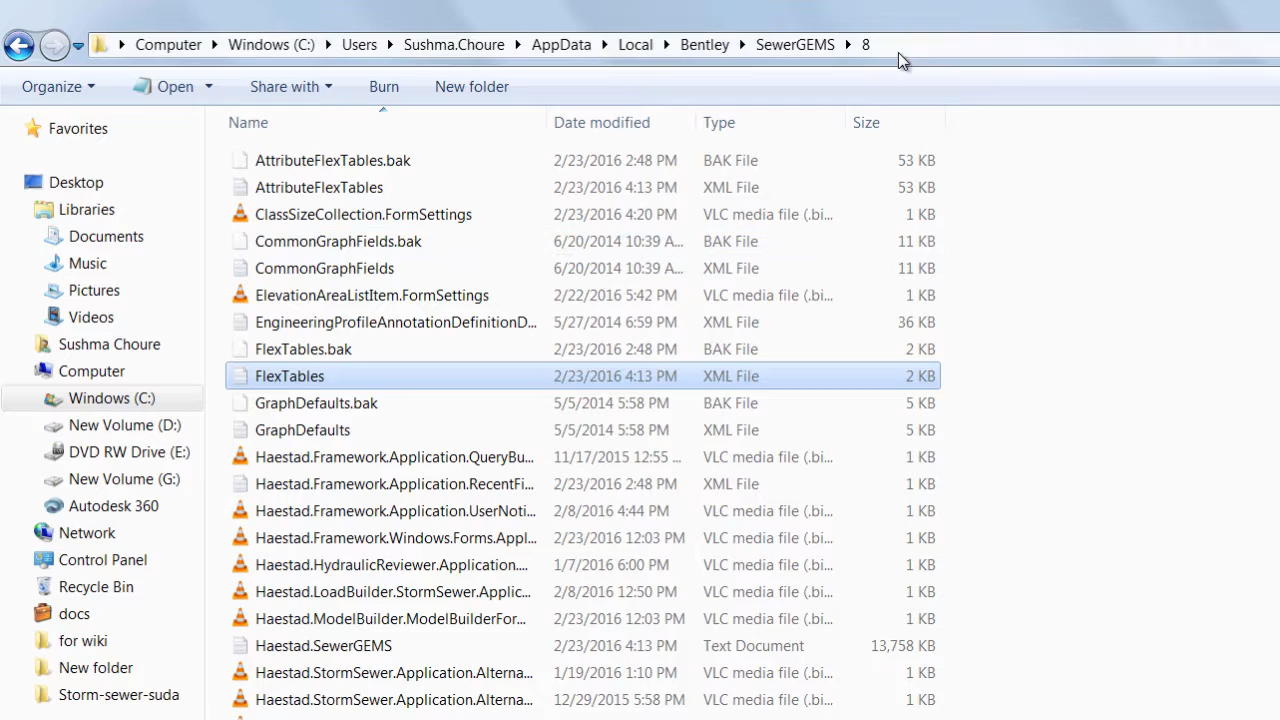 Computer Windows (C:) Users Sushma.Choure AppData Local Bentley SewerGEMS 8
Organize Open Share with Burn New folder
Name Date modified Type Size
Favorites
Desktop
Libraries
Documents
Music
Pictures
Videos
Sushma Choure
Computer
Windows (C:)
New Volume (D:)
DVD RW Drive (E:)
New Volume (G:)
Autodesk 360
Network
Control Panel
Recycle Bin
docs
for wiki
New folder
Storm-sewer-suda
AttributeFlexTables.bak 2/23/2016 2:48 PM BAK File 53 KB
AttributeFlexTables 2/23/2016 4:13 PM XML File 53 KB
ClassSizeCollection.FormSettings 2/23/2016 4:20 PM VLC media file (.bi... 1 KB
CommonGraphFields.bak 6/20/2014 10:39 A... BAK File 11 KB
CommonGraphFields 6/20/2014 10:39 A... XML File 11 KB
ElevationAreaListItem.FormSettings 2/22/2016 5:42 PM VLC media file (.bi... 1 KB
EngineeringProfileAnnotationDefinitionD... 5/27/2014 6:59 PM XML File 36 KB
FlexTables.bak 2/23/2016 2:48 PM BAK File 2 KB
FlexTables 2/23/2016 4:13 PM XML File 2 KB
GraphDefaults.bak 5/5/2014 5:58 PM BAK File 5 KB
GraphDefaults 5/5/2014 5:58 PM XML File 5 KB
Haestad.Framework.Application.QueryBu... 11/17/2015 12:55 ... VLC media file (.bi... 1 KB
Haestad.Framework.Application.RecentFi... 2/23/2016 2:48 PM XML File 1 KB
Haestad.Framework.Application.UserNoti... 2/8/2016 4:44 PM VLC media file (.bi... 1 KB
Haestad.Framework.Windows.Forms.Appl... 2/23/2016 12:03 PM VLC media file (.bi... 1 KB
Haestad.HydraulicReviewer.Application.... 1/7/2016 6:00 PM VLC media file (.bi... 1 KB
Haestad.LoadBuilder.StormSewer.Applic... 2/8/2016 12:50 PM VLC media file (.bi... 1 KB
Haestad.ModelBuilder.ModelBuilderFor... 2/23/2016 12:03 PM VLC media file (.bi... 1 KB
Haestad.SewerGEMS 2/23/2016 4:13 PM Text Document 13,758 KB
Haestad.StormSewer.Application.Alterna... 1/19/2016 1:10 PM VLC media file (.bi... 1 KB
Haestad.StormSewer.Application.Alterna... 12/29/2015 5:58 PM VLC media file (.bi... 1 KB